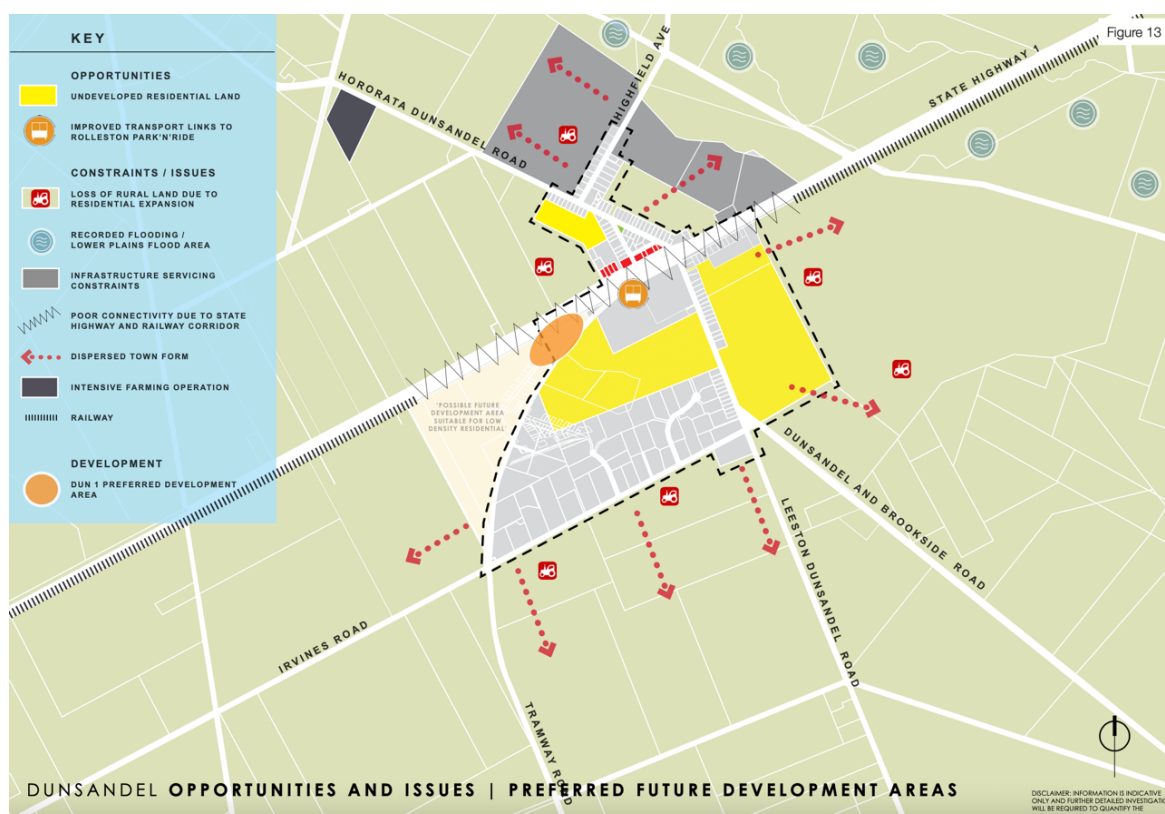 Figure 13
KEY
OPPORTUNITIES
UNDEVELOPED RESIDENTIAL LAND
IMPROVED TRANSPORT LINKS TO
ROLLESTON PARK'N'RIDE
CONSTRAINTS / ISSUES
LOSS OF RURAL LAND DUE TO
RESIDENTIAL EXPANSION
RECORDED FLOODING /
LOWER PLAINS FLOOD AREA
INFRASTRUCTURE SERVICING
CONSTRAINTS
POOR CONNECTIVITY DUE TO STATE
HIGHWAY AND RAILWAY CORRIDOR
DISPERSED TOWN FORM
INTENSIVE FARMING OPERATION
RAILWAY
DEVELOPMENT
DUN 1 PREFERRED DEVELOPMENT
AREA
HORORATA DUNSANDEL ROAD
HIGHFIELD AVE
STATE HIGHWAY 1
'POSSIBLE FUTURE
DEVELOPMENT AREA
SUITABLE FOR LOW
DENSITY RESIDENTIAL'
DUNSANDEL AND BROOKSIDE ROAD
LEESTON DUNSANDEL ROAD
IRVINES ROAD
TRAMWAY ROAD
DUNSANDEL OPPORTUNITIES AND ISSUES | PREFERRED FUTURE DEVELOPMENT AREAS
DISCLAIMER: INFORMATION IS INDICATIVE
ONLY AND FURTHER DETAILED INVESTIGATIO
WILL BE REQUIRED TO QUANTIFY THE